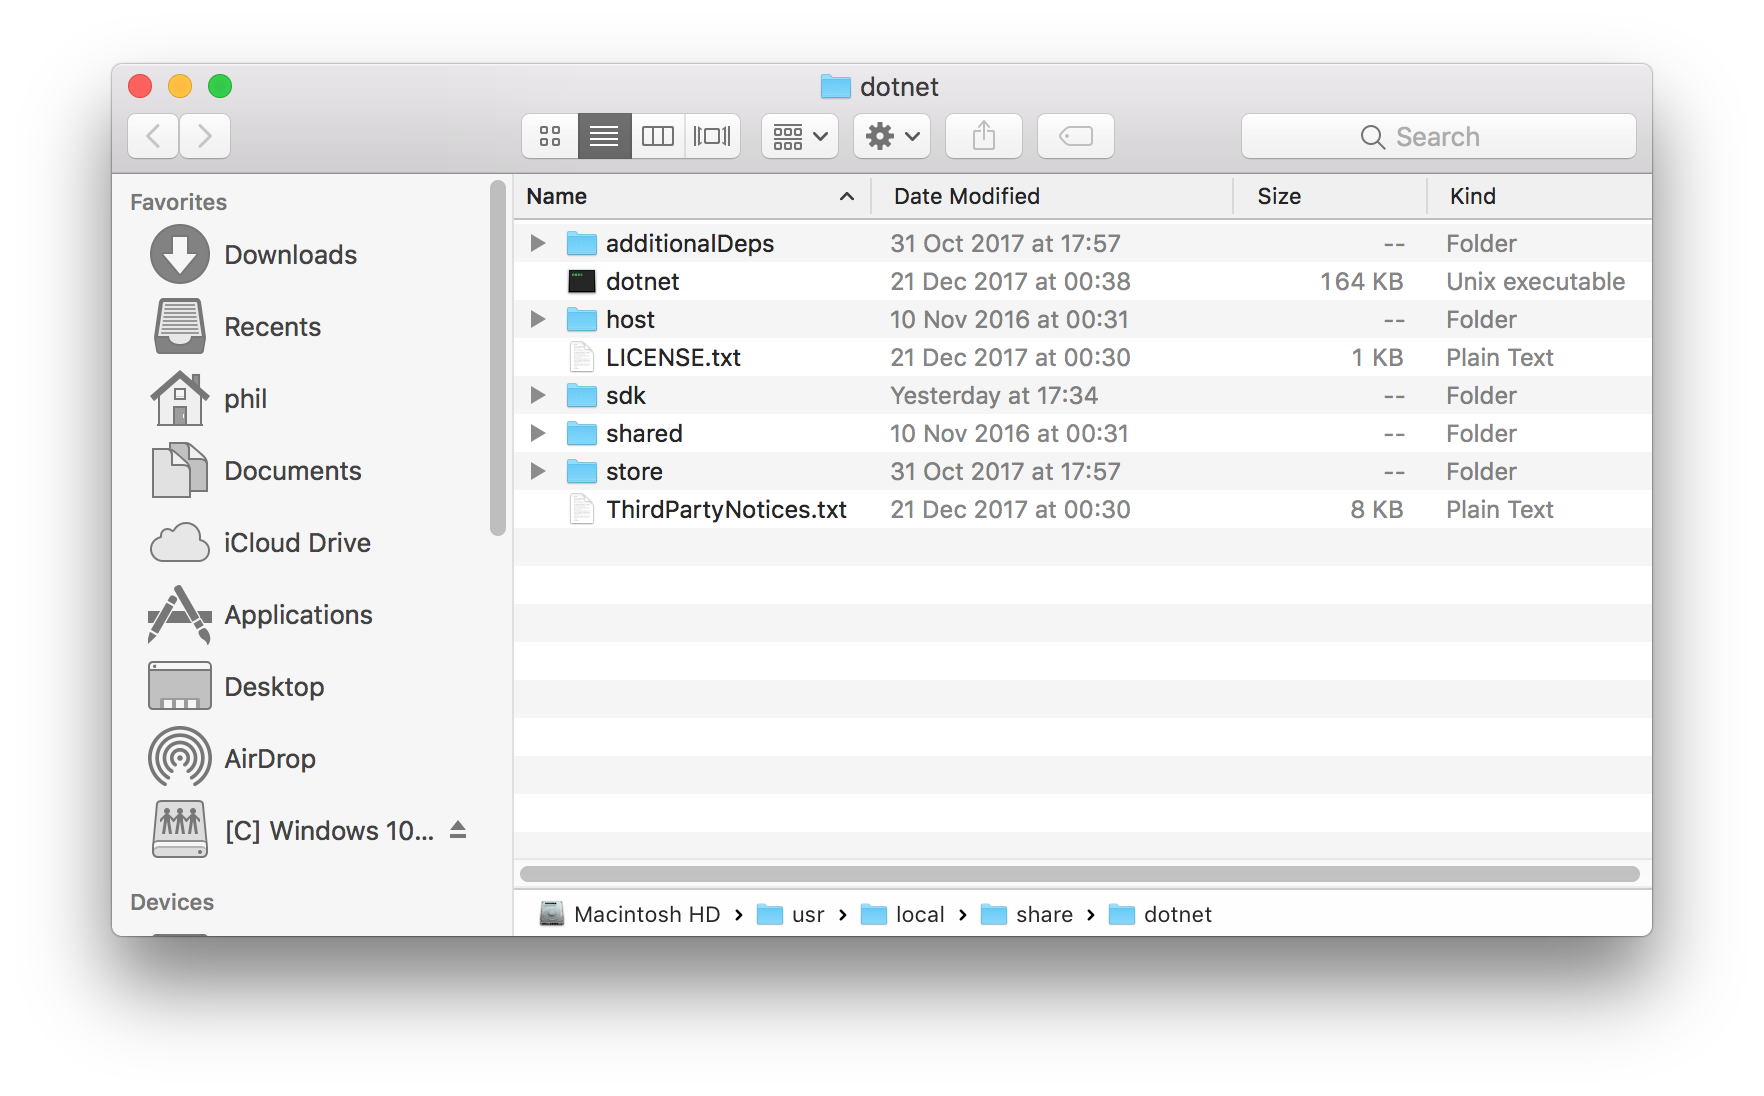 dotnet
Search
Favorites
Downloads
Recents
phil
Documents
iCloud Drive
Applications
Desktop
AirDrop
[C] Windows 10...
Devices
Name Date Modified Size Kind
additionalDeps 31 Oct 2017 at 17:57 -- Folder
dotnet 21 Dec 2017 at 00:38 164 KB Unix executable
host 10 Nov 2016 at 00:31 -- Folder
LICENSE.txt 21 Dec 2017 at 00:30 1 KB Plain Text
sdk Yesterday at 17:34 -- Folder
shared 10 Nov 2016 at 00:31 -- Folder
store 31 Oct 2017 at 17:57 -- Folder
ThirdPartyNotices.txt 21 Dec 2017 at 00:30 8 KB Plain Text
Macintosh HD › usr › local › share › dotnet